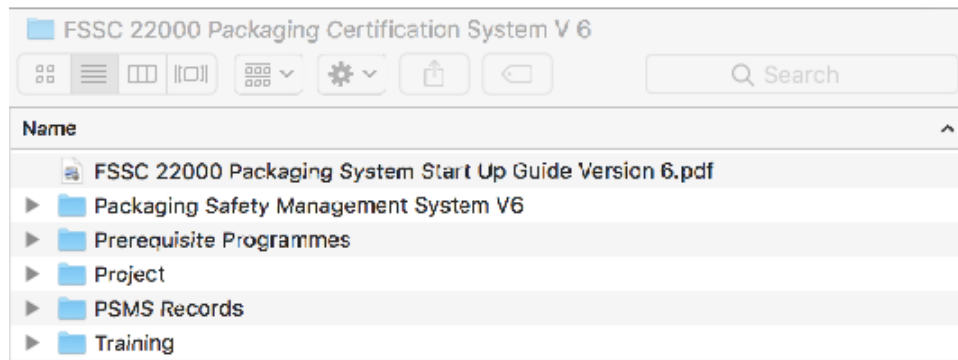 FSSC 22000 Packaging Certification System V 6
Search
Name
FSSC 22000 Packaging System Start Up Guide Version 6.pdf
Packaging Safety Management System V6
Prerequisite Programmes
Project
PSMS Records
Training